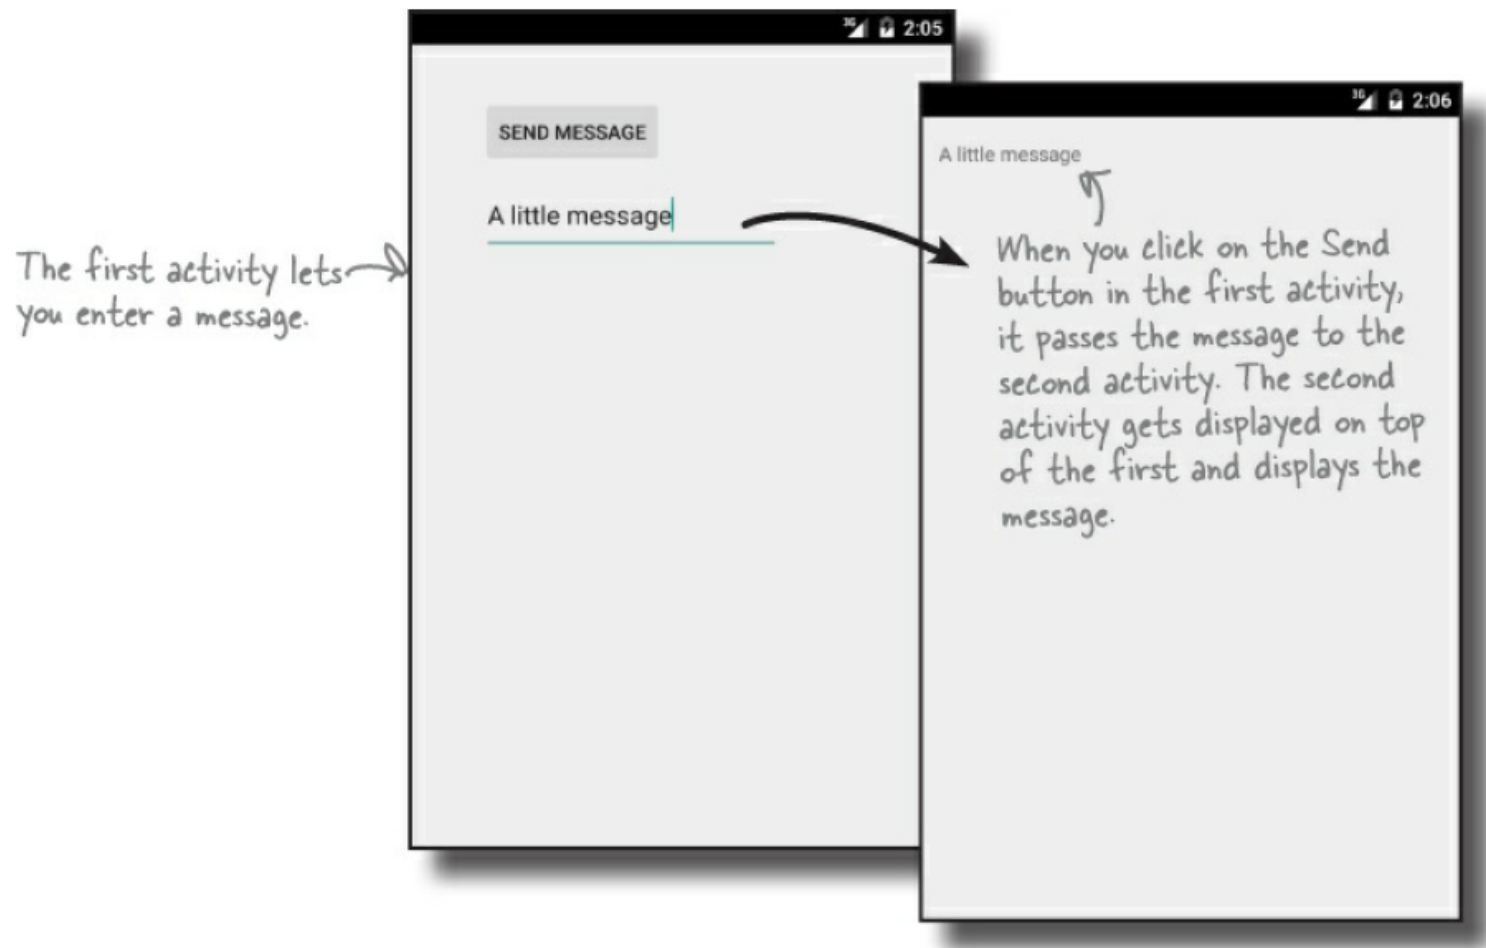 3G 2:05
SEND MESSAGE
A little message
The first activity lets
you enter a message.
3G 2:06
A little message
When you click on the Send
button in the first activity,
it passes the message to the
second activity. The second
activity gets displayed on top
of the first and displays the
message.